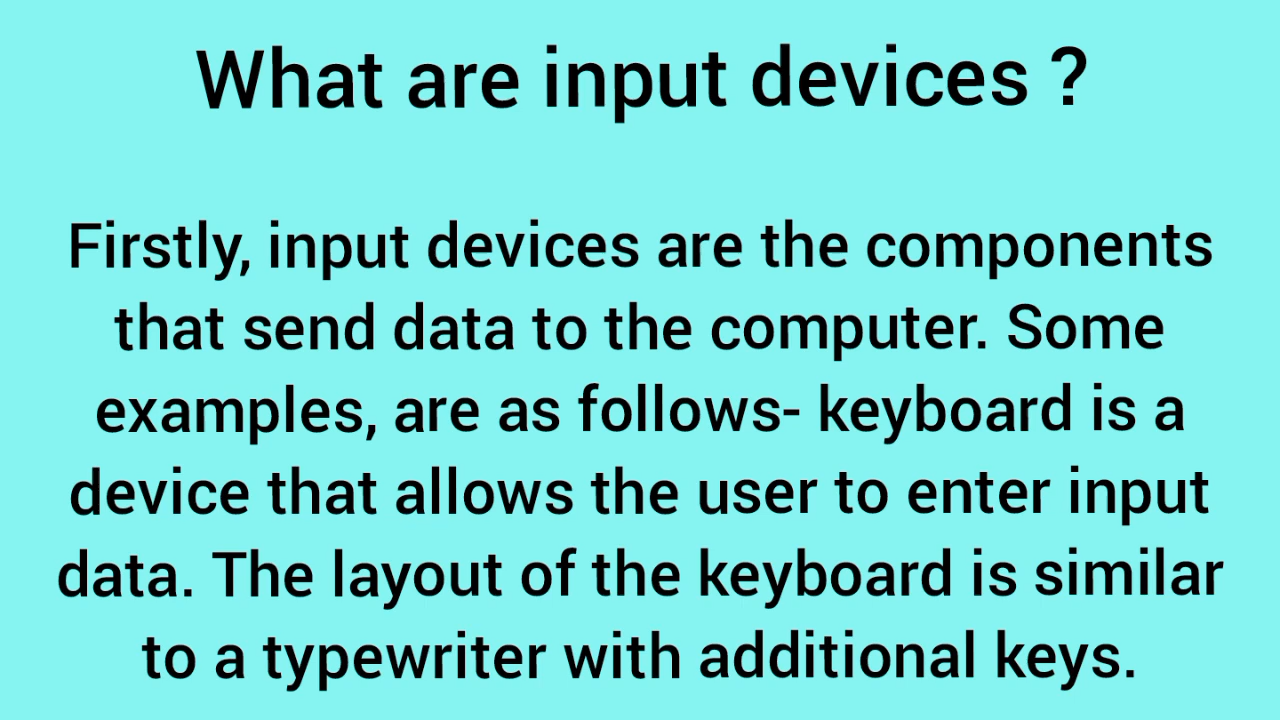 What are input devices ?
Firstly, input devices are the components
that send data to the computer. Some
examples, are as follows- keyboard is a
device that allows the user to enter input
data. The layout of the keyboard is similar
to a typewriter with additional keys.